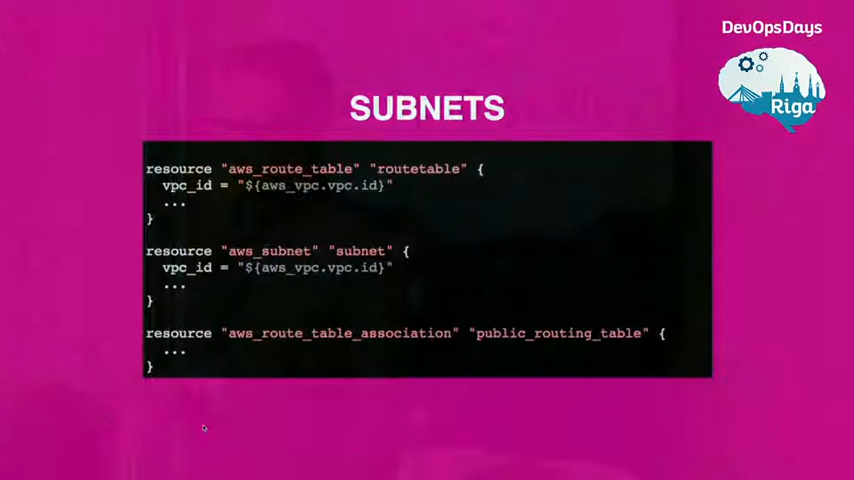 DevOpsDays
Riga
SUBNETS
resource "aws_route_table" "routetable" {
  vpc_id = "${aws_vpc.vpc.id}"
  ...
}
resource "aws_subnet" "subnet" {
  vpc_id = "${aws_vpc.vpc.id}"
  ...
}
resource "aws_route_table_association" "public_routing_table" {
  ...
}